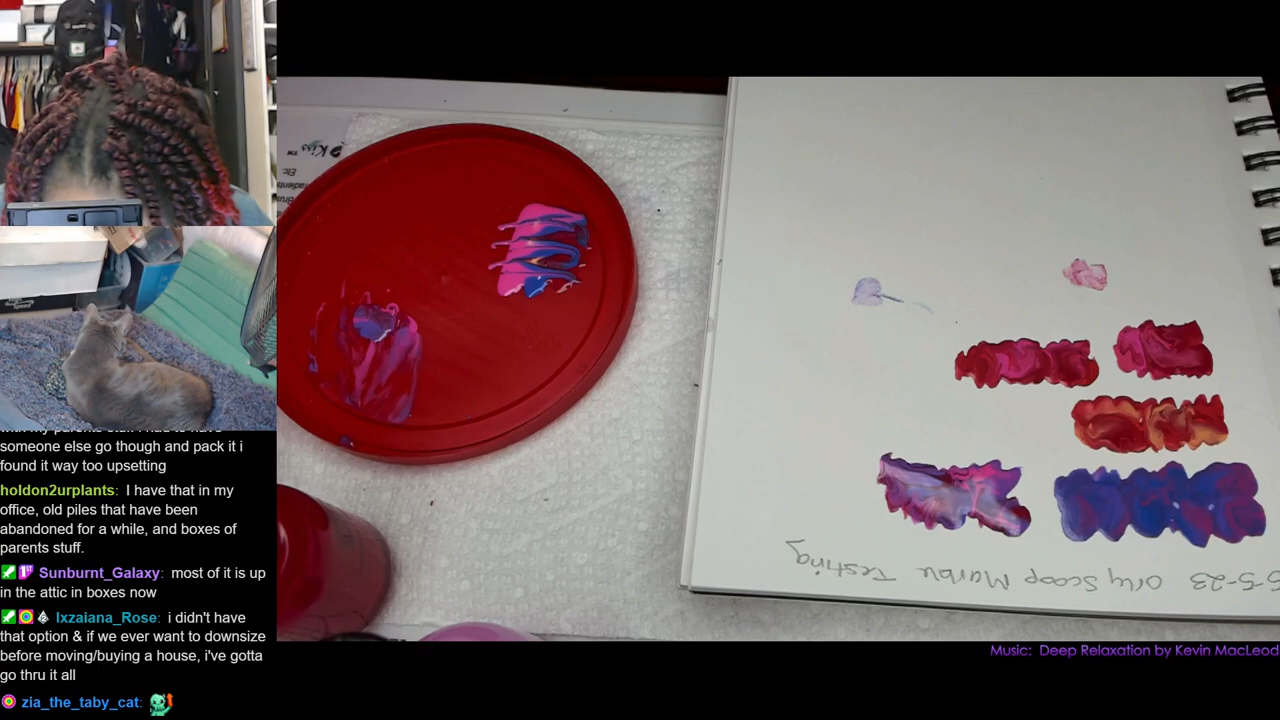 someone else go though and pack it i
found it way too upsetting
holdon2urplants: I have that in my
office, old piles that have been
abandoned for a while, and boxes of
parents stuff.
Sunburnt_Galaxy: most of it is up
in the attic in boxes now
Ixzaiana_Rose: i didn't have
that option & if we ever want to downsize
before moving/buying a house, i've gotta
go thru it all
zia_the_taby_cat:
Kiss™
Etc.
5-5-23 Only Scoop Marble Testing
Music: Deep Relaxation by Kevin MacLeod